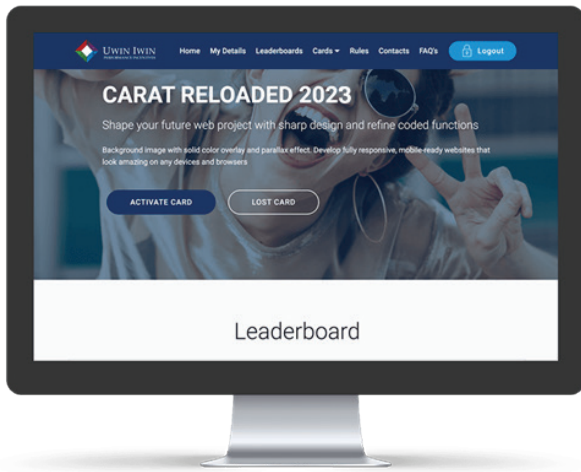 UWIN IWIN
PERFORMANCE INCENTIVES
Home My Details Leaderboards Cards Rules Contacts FAQ's Logout
CARAT RELOADED 2023
Shape your future web project with sharp design and refine coded functions
Background image with solid color overlay and parallax effect. Develop fully responsive, mobile-ready websites that
look amazing on any devices and browsers
ACTIVATE CARD LOST CARD
Leaderboard